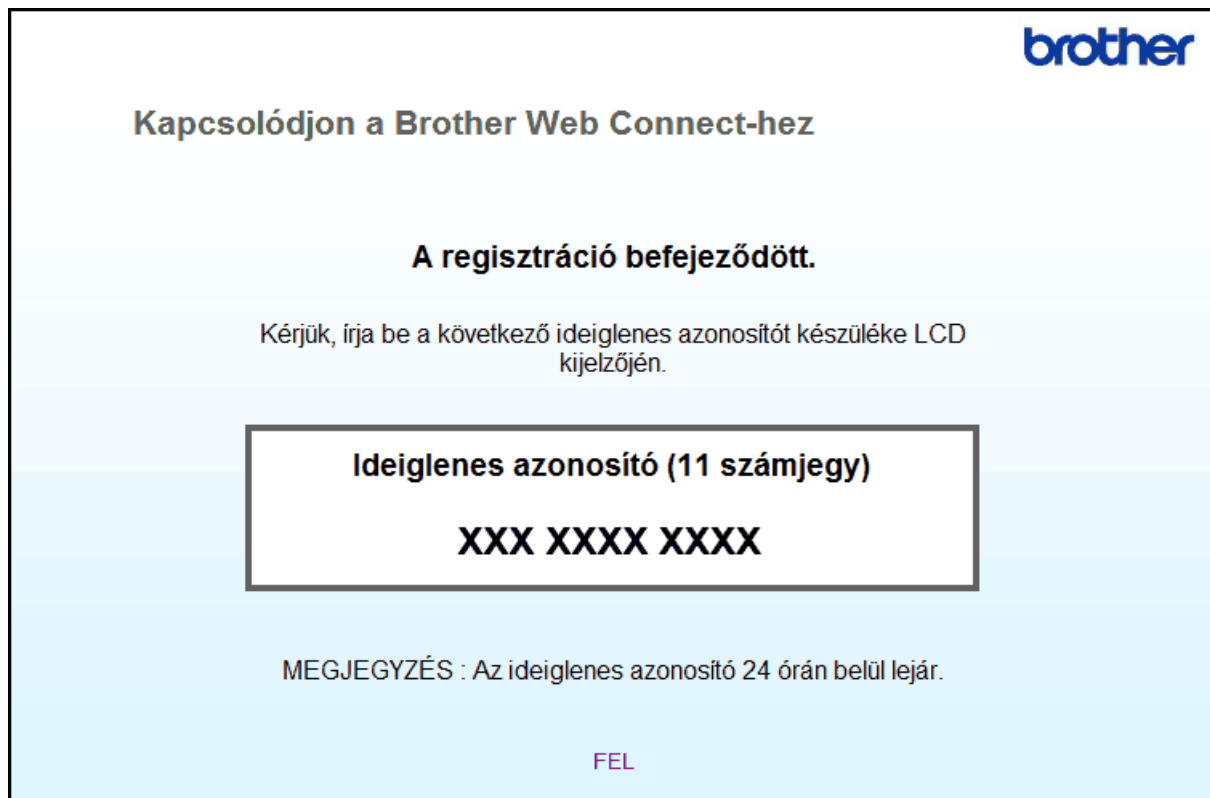 brother
Kapcsolódjon a Brother Web Connect-hez
A regisztráció befejeződött.
Kérjük, írja be a következő ideiglenes azonosítót készüléke LCD
kijelzőjén.
Ideiglenes azonosító (11 számjegy)
XXX XXXX XXXX
MEGJEGYZÉS : Az ideiglenes azonosító 24 órán belül lejár.
FEL